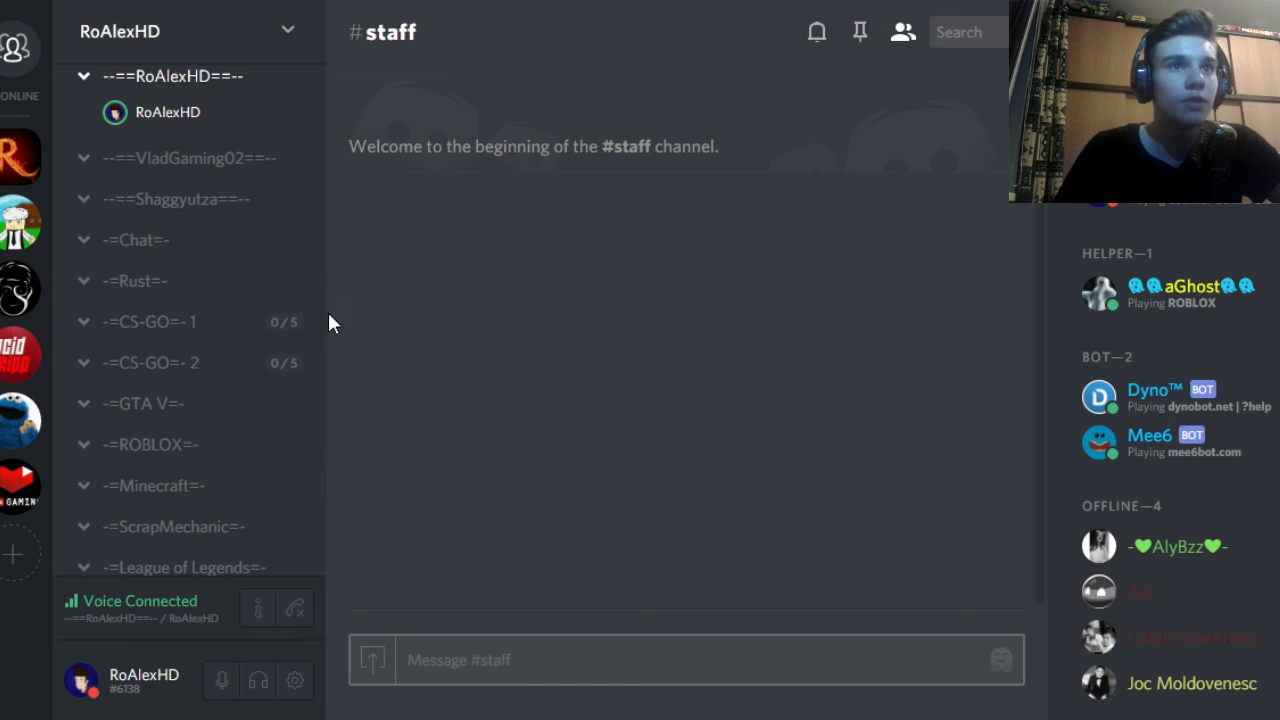 RoAlexHD
#staff
Search
ONLINE
--==RoAlexHD==--
RoAlexHD
--==VladGaming02==--
--==Shaggyutza==--
-=Chat=-
-=Rust=-
-=CS-GO=- 1
0/5
-=CS-GO=- 2
0/5
-=GTA V=-
-=ROBLOX=-
-=Minecraft=-
-=ScrapMechanic=-
-=League of Legends=-
Voice Connected
--==RoAlexHD==-- / RoAlexHD
RoAlexHD
#6138
Welcome to the beginning of the #staff channel.
Message #staff
HELPER—1
aGhost
Playing ROBLOX
BOT—2
Dyno™ BOT
Playing dynobot.net | ?help
Mee6 BOT
Playing mee6bot.com
OFFLINE—4
-💚AlyBzz💚-
Adi
Catalin DarKneeS
Joc Moldovenesc